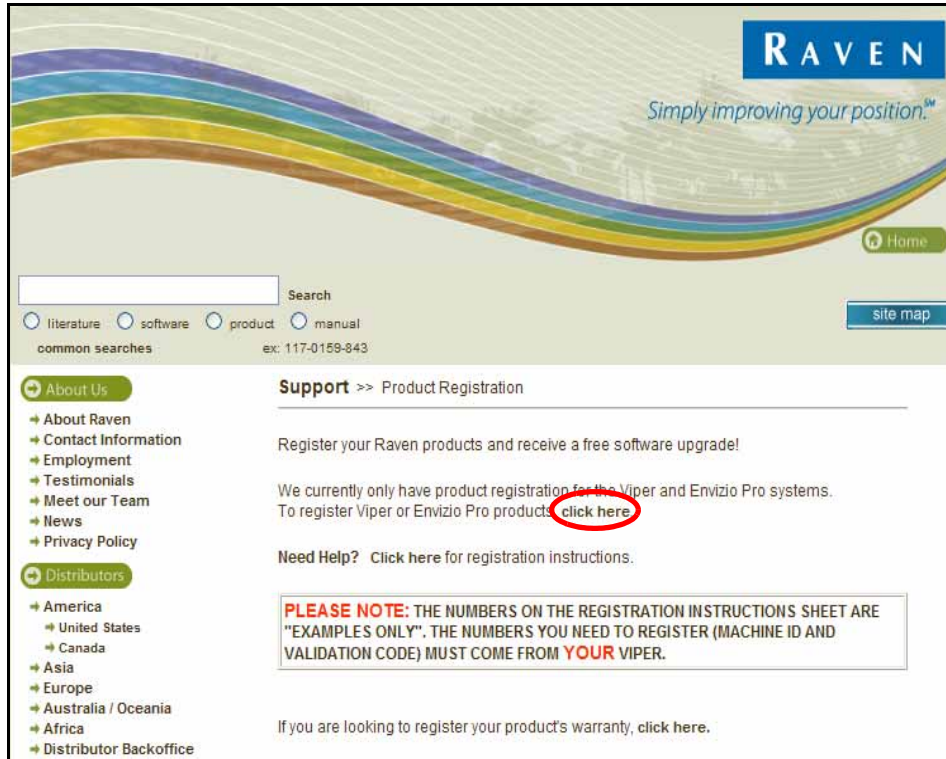 RAVEN
Simply improving your position.℠
Home
Search
literature software product manual
common searches ex: 117-0159-843
site map
About Us
About Raven
Contact Information
Employment
Testimonials
Meet our Team
News
Privacy Policy
Distributors
America
United States
Canada
Asia
Europe
Australia / Oceania
Africa
Distributor Backoffice
Support >> Product Registration
Register your Raven products and receive a free software upgrade!
We currently only have product registration for the Viper and Envizio Pro systems.
To register Viper or Envizio Pro products click here
Need Help? Click here for registration instructions.
PLEASE NOTE: THE NUMBERS ON THE REGISTRATION INSTRUCTIONS SHEET ARE
"EXAMPLES ONLY". THE NUMBERS YOU NEED TO REGISTER (MACHINE ID AND
VALIDATION CODE) MUST COME FROM YOUR VIPER.
If you are looking to register your product's warranty, click here.